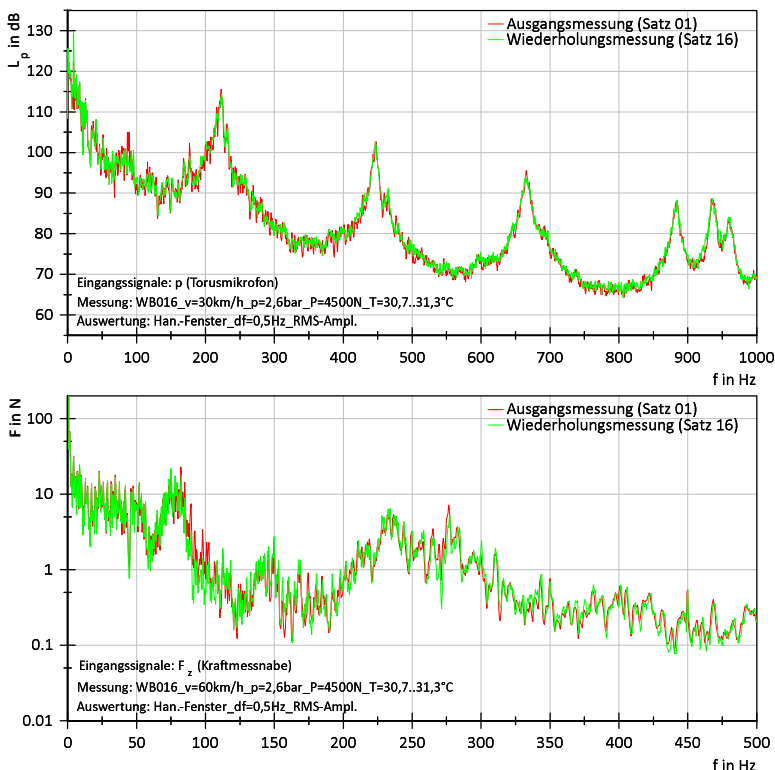 L_p in dB
130
120
110
100
90
80
70
60
Ausgangsmessung (Satz 01)
Wiederholungsmessung (Satz 16)
Eingangssignale: p (Torusmikrofon)
Messung: WB016_v=30km/h_p=2,6bar_P=4500N_T=30,7..31,3°C
Auswertung: Han.-Fenster_df=0,5Hz_RMS-Ampl.
0 100 200 300 400 500 600 700 800 900 1000
f in Hz
F in N
100
10
1
0.1
0.01
Ausgangsmessung (Satz 01)
Wiederholungsmessung (Satz 16)
Eingangssignale: F_z (Kraftmessnabe)
Messung: WB016_v=60km/h_p=2,6bar_P=4500N_T=30,7..31,3°C
Auswertung: Han.-Fenster_df=0,5Hz_RMS-Ampl.
0 50 100 150 200 250 300 350 400 450 500
f in Hz